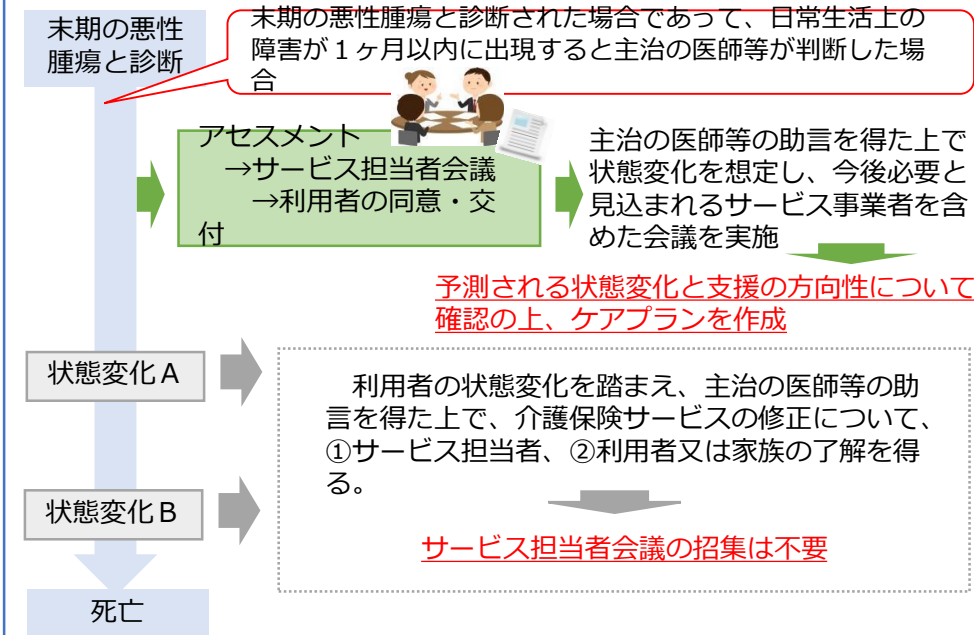 末期の悪性
腫瘍と診断
末期の悪性腫瘍と診断された場合であって、日常生活上の
障害が１ヶ月以内に出現すると主治の医師等が判断した場
合
アセスメント
→サービス担当者会議
→利用者の同意・交
付
主治の医師等の助言を得た上で
状態変化を想定し、今後必要と
見込まれるサービス事業者を含
めた会議を実施
予測される状態変化と支援の方向性について
確認の上、ケアプランを作成
状態変化Ａ
利用者の状態変化を踏まえ、主治の医師等の助
言を得た上で、介護保険サービスの修正について、
①サービス担当者、②利用者又は家族の了解を得
る。
状態変化Ｂ
サービス担当者会議の招集は不要
死亡